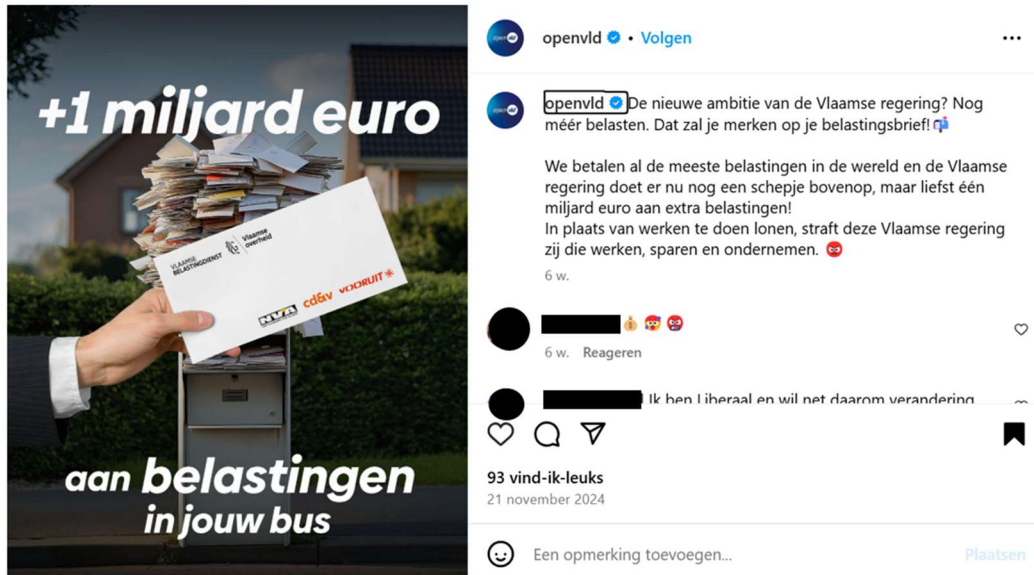 +1 miljard euro
VLAAMSE
BELASTINGDIENST
Vlaamse
overheid
N-VA
cd&v
VOORUIT
aan belastingen
in jouw bus
openvld • Volgen
open vld
openvld De nieuwe ambitie van de Vlaamse regering? Nog
méér belasten. Dat zal je merken op je belastingsbrief!
We betalen al de meeste belastingen in de wereld en de Vlaamse
regering doet er nu nog een schepje bovenop, maar liefst één
miljard euro aan extra belastingen!
In plaats van werken te doen lonen, straft deze Vlaamse regering
zij die werken, sparen en ondernemen.
6 w.
6 w. Reageren
Ik ben Liberaal en wil net daarom verandering
93 vind-ik-leuks
21 november 2024
Een opmerking toevoegen... Plaatsen